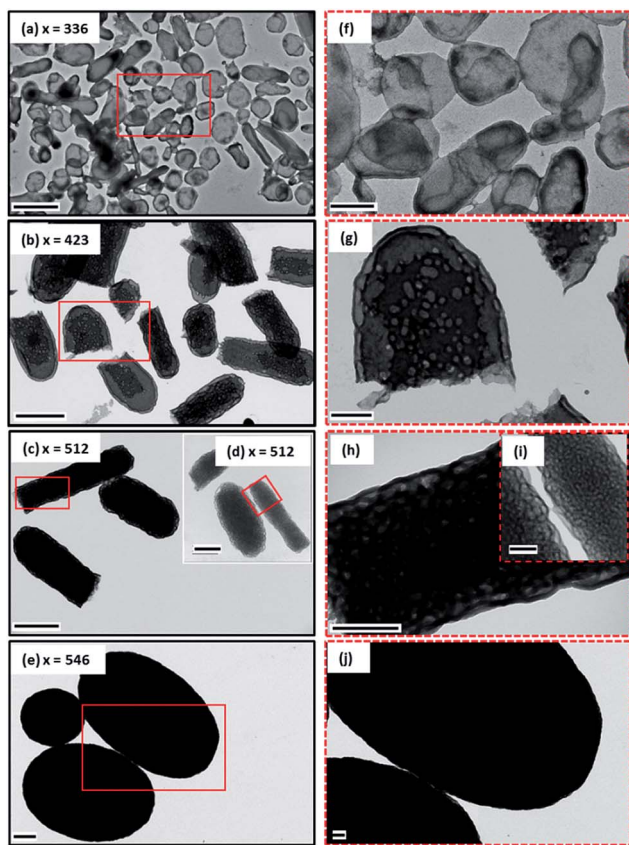 (a) x = 336
(f)
(b) x = 423
(g)
(c) x = 512
(d) x = 512
(h)
(i)
(e) x = 546
(j)